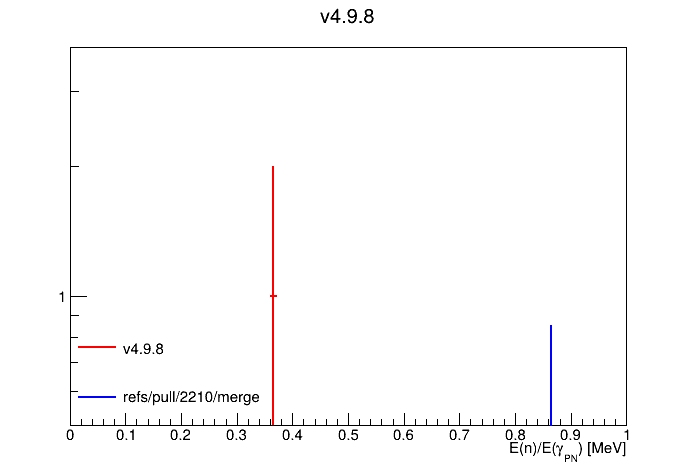 v4.9.8
1
v4.9.8
refs/pull/2210/merge
0 0.1 0.2 0.3 0.4 0.5 0.6 0.7 0.8 0.9 1
E(n)/E(γPN) [MeV]